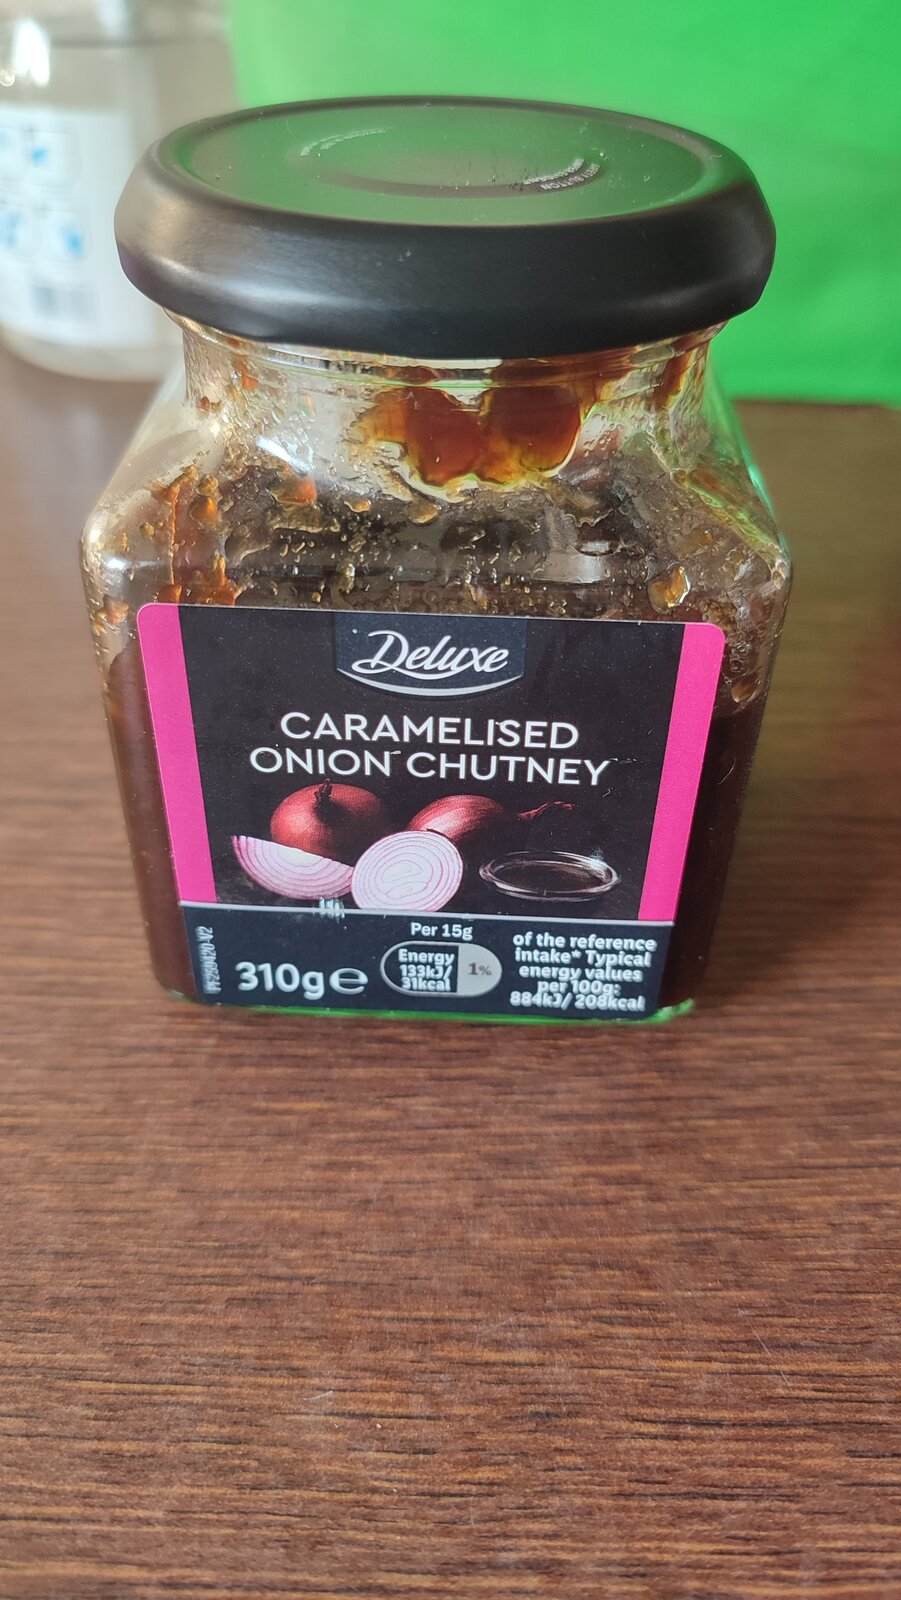 Deluxe
CARAMELISED
ONION CHUTNEY
310g℮
Per 15g
Energy
133kJ/
31kcal
1%
of the reference
intake* Typical
energy values
per 100g:
884kJ/ 208kcal